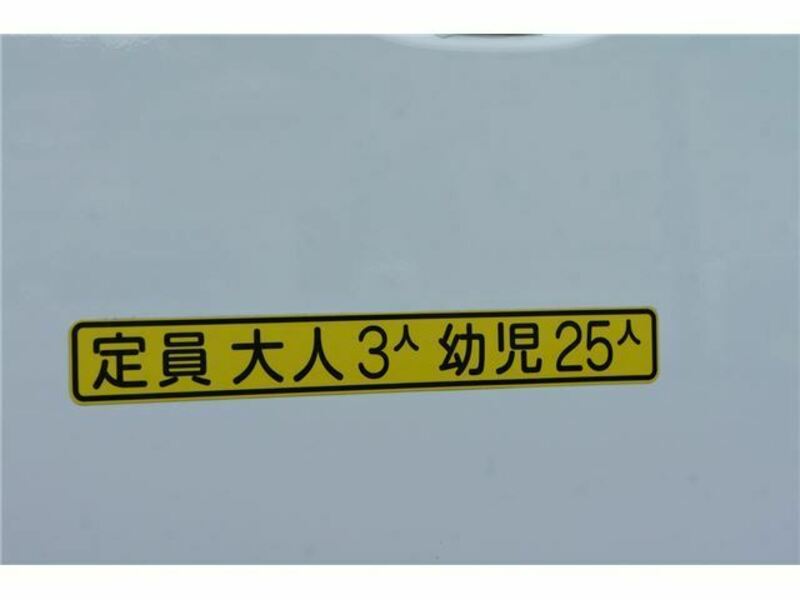 定員 大人 3人 幼児 25人